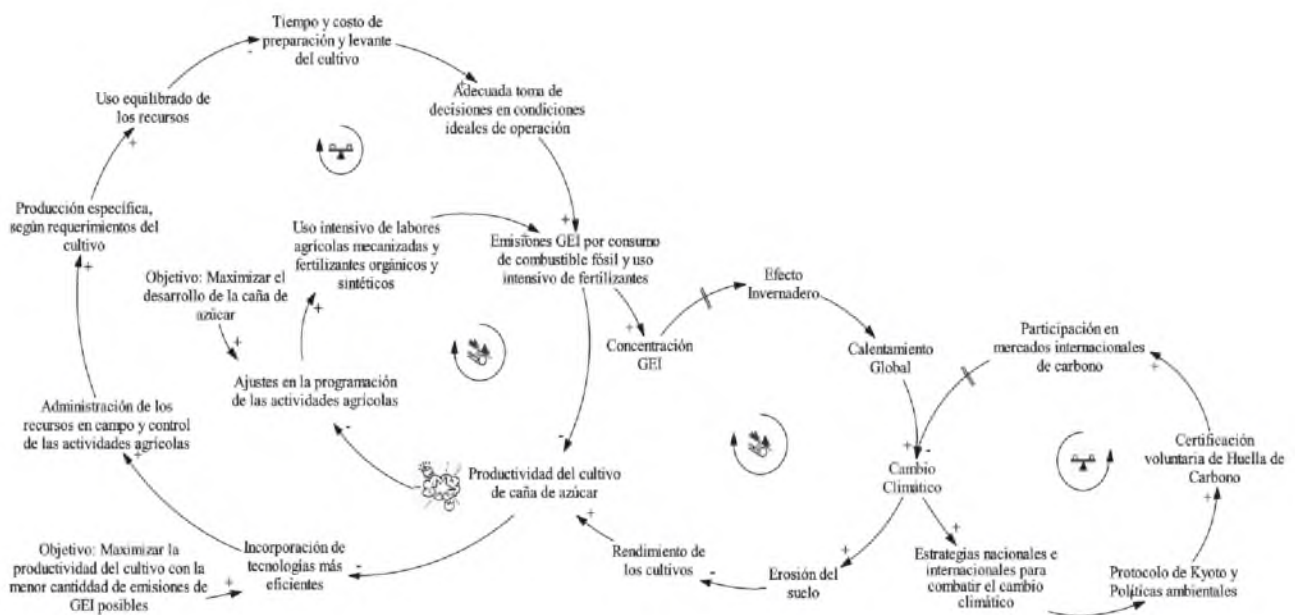 Tiempo y costo de
preparación y levante
del cultivo
-
+
Adecuada toma de
decisiones en condiciones
ideales de operación
Uso equilibrado de
los recursos
+
Producción específica,
según requerimientos del
cultivo
+
Uso intensivo de labores
agrícolas mecanizadas y
fertilizantes orgánicos y
sintéticos
+
+
+
Emisiones GEI por consumo
de combustible fósil y uso
intensivo de fertilizantes
Objetivo: Maximizar el
desarrollo de la caña de
azúcar
+
Efecto
Invernadero
+
Concentración
GEI
Calentamiento
Global
Participación en
mercados internacionales
de carbono
+
Ajustes en la programación
de las actividades agrícolas
-
Administración de los
recursos en campo y control
de las actividades agrícolas
+
-
Productividad del cultivo
de caña de azúcar
-
+
+
-
Cambio
Climático
Certificación
voluntaria de Huella de
Carbono
+
Objetivo: Maximizar la
productividad del cultivo con la
menor cantiddad de emisiones de
GEI posibles
+
Incorporación de
tecnologías más
eficientes
-
Rendimiento de
los cultivos
-
Erosión del
suelo
+
+
Estrategias nacionales e
internacionales para
combatir el cambio
climático
Protocolo de Kyoto y
Políticas ambientales
+